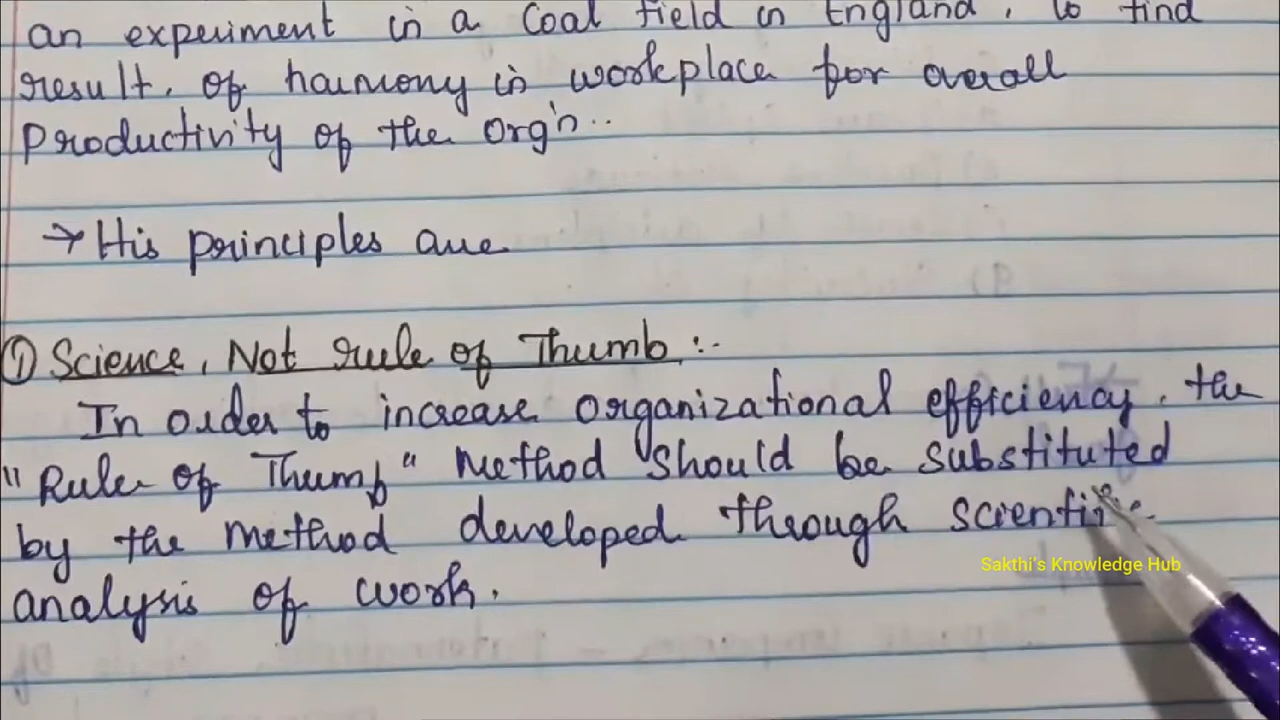 an experiment in a Coal field in England, to find
result, of harmony in workplace for overall
Productivity of the Org'n..
→ His principles are
① Science, Not rule of Thumb :-
In order to increase Organizational efficiency, the
"Rule of Thumb" Method Should be substituted
by the Method developed through scientific
Sakthi's Knowledge Hub
analysis of work.